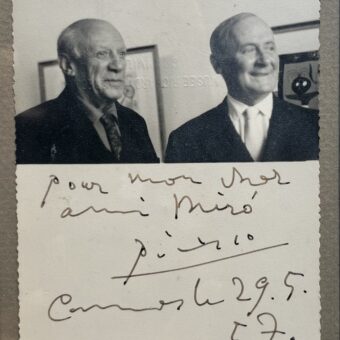 pour mon cher
ami Miró
Picasso
Cannes le 29.5.
57.